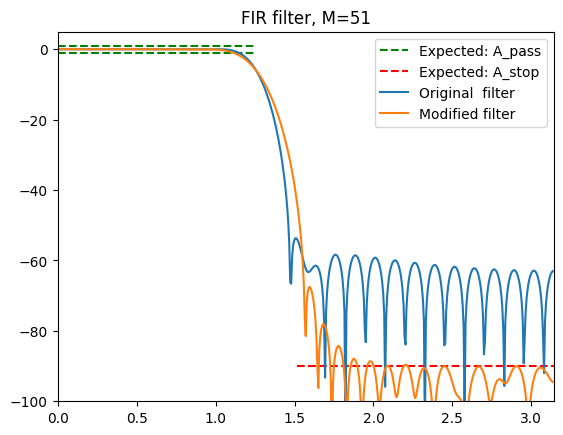 FIR filter, M=51
Expected: A_pass
Expected: A_stop
Original  filter
Modified filter
0
−20
−40
−60
−80
−100
0.0 0.5 1.0 1.5 2.0 2.5 3.0